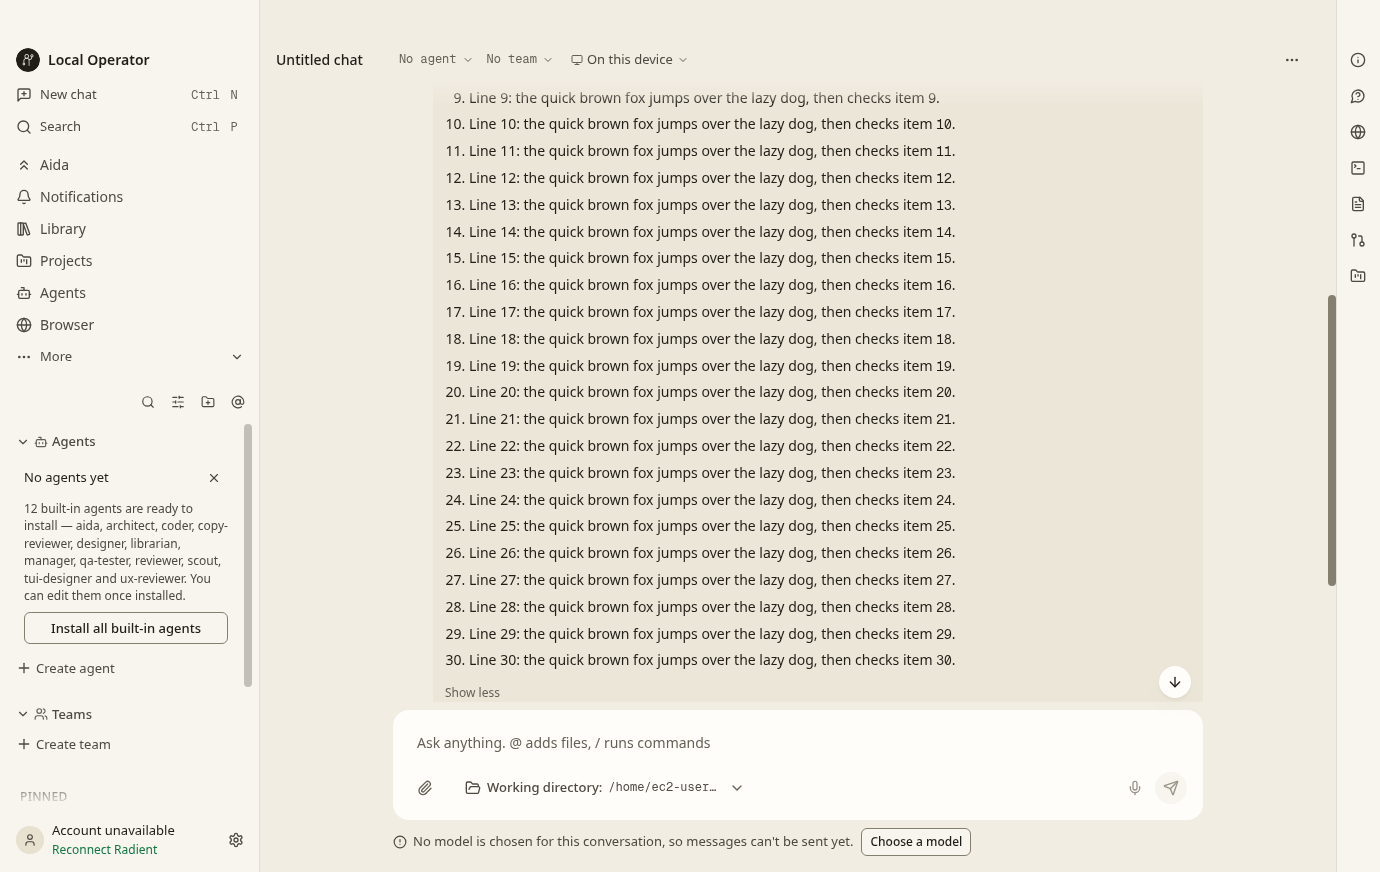 Local Operator
New chat Ctrl N
Search Ctrl P
Aida
Notifications
Library
Projects
Agents
Browser
More
Agents
No agents yet
12 built-in agents are ready to
install — aida, architect, coder, copy-
reviewer, designer, librarian,
manager, qa-tester, reviewer, scout,
tui-designer and ux-reviewer. You
can edit them once installed.
Install all built-in agents
Create agent
Teams
Create team
PINNED
Account unavailable
Reconnect Radient
Untitled chat No agent No team On this device
9. Line 9: the quick brown fox jumps over the lazy dog, then checks item 9.
10. Line 10: the quick brown fox jumps over the lazy dog, then checks item 10.
11. Line 11: the quick brown fox jumps over the lazy dog, then checks item 11.
12. Line 12: the quick brown fox jumps over the lazy dog, then checks item 12.
13. Line 13: the quick brown fox jumps over the lazy dog, then checks item 13.
14. Line 14: the quick brown fox jumps over the lazy dog, then checks item 14.
15. Line 15: the quick brown fox jumps over the lazy dog, then checks item 15.
16. Line 16: the quick brown fox jumps over the lazy dog, then checks item 16.
17. Line 17: the quick brown fox jumps over the lazy dog, then checks item 17.
18. Line 18: the quick brown fox jumps over the lazy dog, then checks item 18.
19. Line 19: the quick brown fox jumps over the lazy dog, then checks item 19.
20. Line 20: the quick brown fox jumps over the lazy dog, then checks item 20.
21. Line 21: the quick brown fox jumps over the lazy dog, then checks item 21.
22. Line 22: the quick brown fox jumps over the lazy dog, then checks item 22.
23. Line 23: the quick brown fox jumps over the lazy dog, then checks item 23.
24. Line 24: the quick brown fox jumps over the lazy dog, then checks item 24.
25. Line 25: the quick brown fox jumps over the lazy dog, then checks item 25.
26. Line 26: the quick brown fox jumps over the lazy dog, then checks item 26.
27. Line 27: the quick brown fox jumps over the lazy dog, then checks item 27.
28. Line 28: the quick brown fox jumps over the lazy dog, then checks item 28.
29. Line 29: the quick brown fox jumps over the lazy dog, then checks item 29.
30. Line 30: the quick brown fox jumps over the lazy dog, then checks item 30.
Show less
Ask anything. @ adds files, / runs commands
Working directory: /home/ec2-user…
No model is chosen for this conversation, so messages can't be sent yet. Choose a model